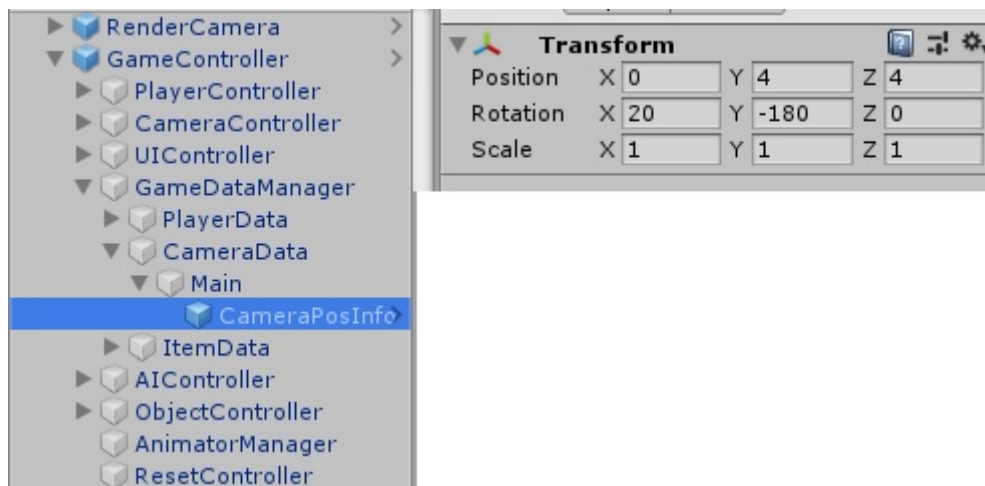 RenderCamera
GameController
PlayerController
CameraController
UIController
GameDataManager
PlayerData
CameraData
Main
CameraPosInfo
ItemData
AIController
ObjectController
AnimatorManager
ResetController
Transform
Position X 0 Y 4 Z 4
Rotation X 20 Y -180 Z 0
Scale X 1 Y 1 Z 1